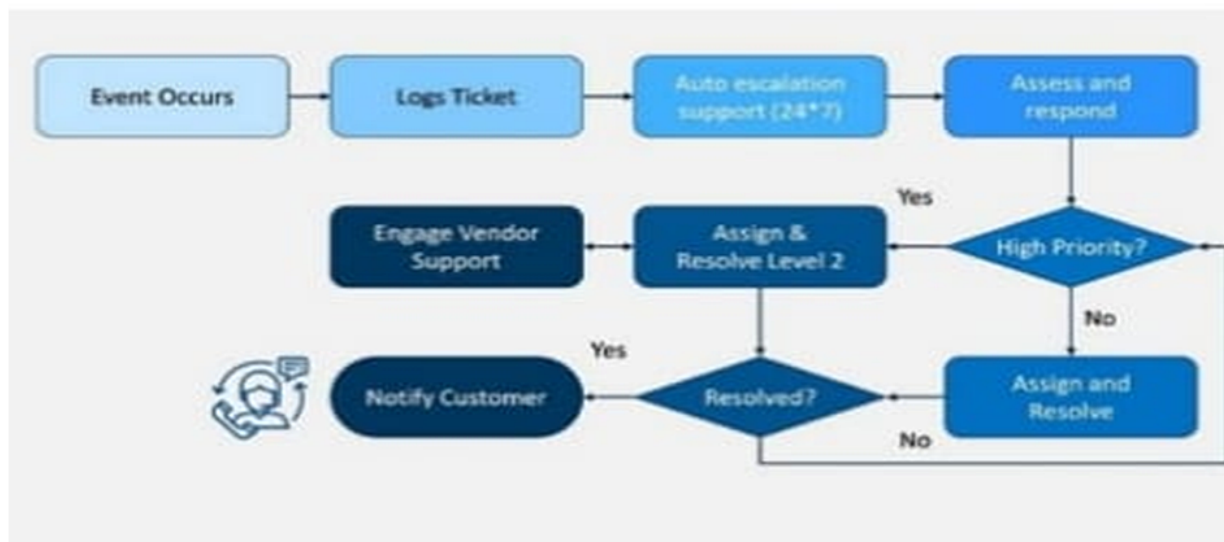 Event Occurs
Logs Ticket
Auto escalation
support (24*7)
Assess and
respond
Yes
Engage Vendor
Support
Assign &
Resolve Level 2
High Priority?
No
Yes
Notify Customer
Resolved?
Assign and
Resolve
No